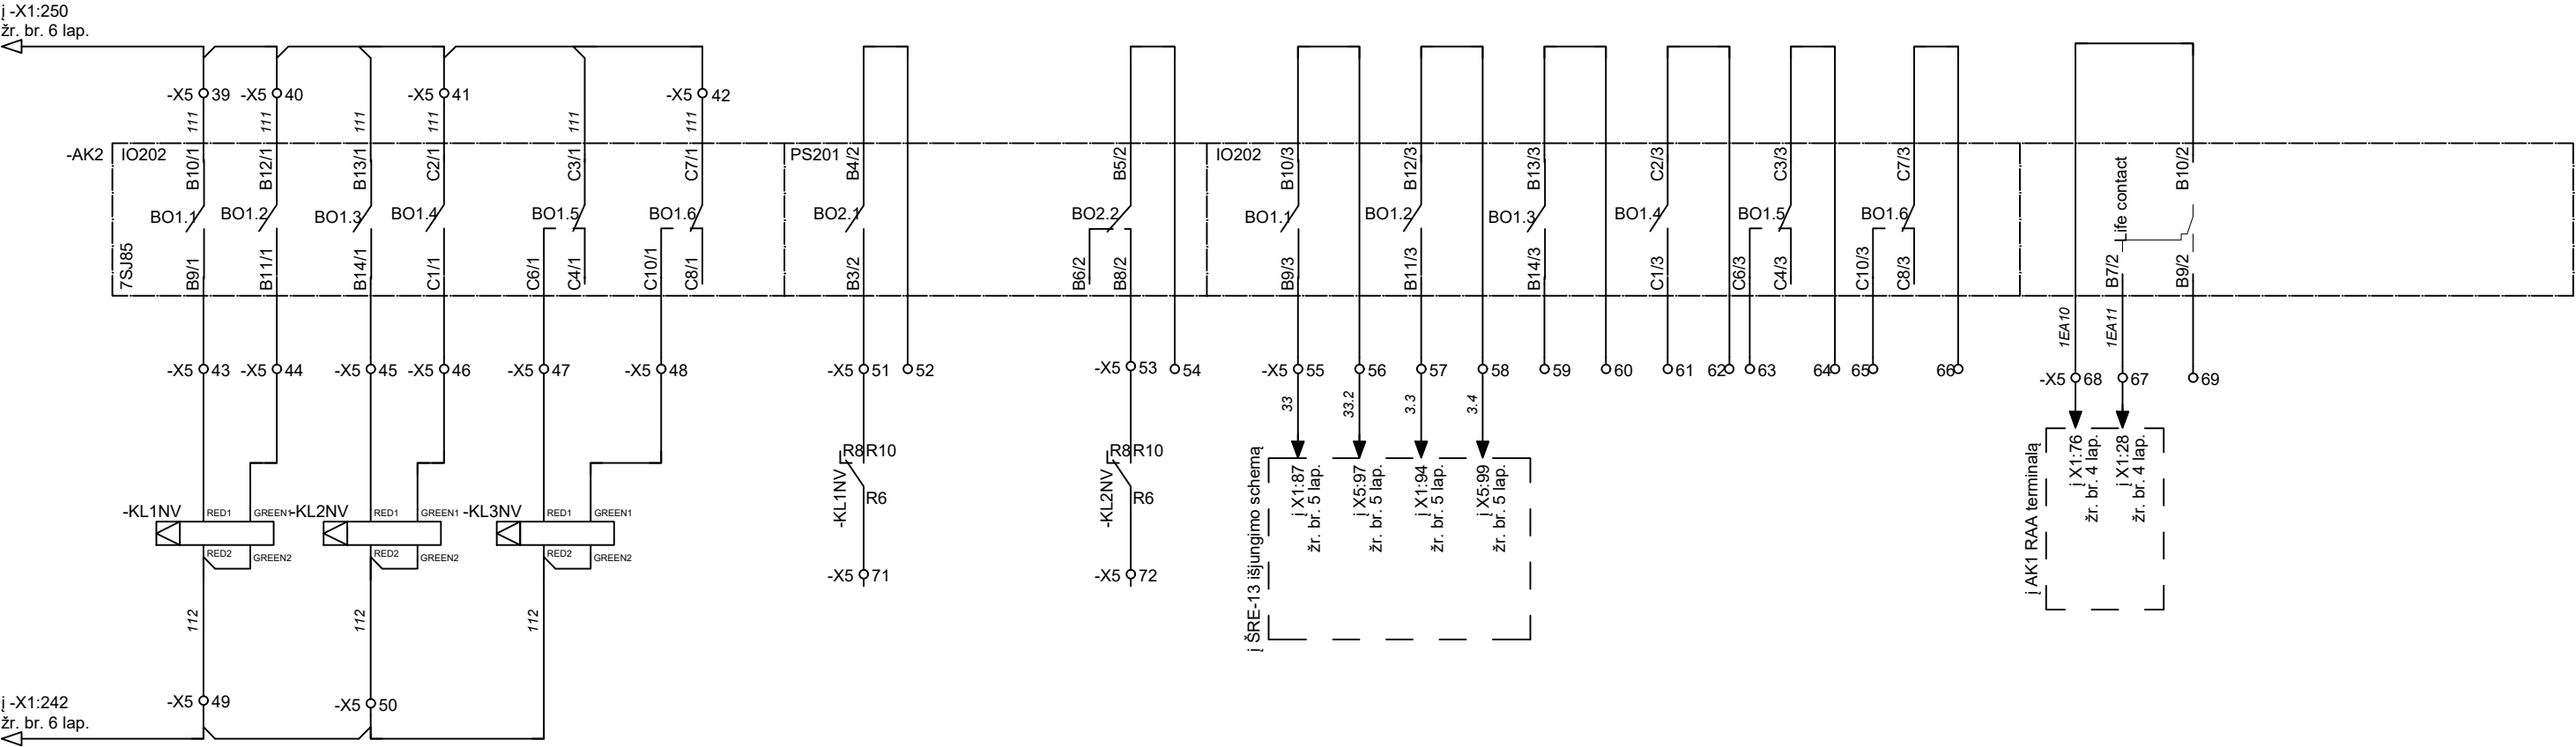 į -X1:250
žr. br. 6 lap.
-X5 39
-X5 40
-X5 41
-X5 42
111
111
111
111
111
111
-AK2
IO202
B10/1
B12/1
B13/1
C2/1
C3/1
C7/1
PS201
B4/2
B5/2
IO202
B10/3
B12/3
B13/3
C2/3
C3/3
C7/3
Life contact
B10/2
BO1.1
BO1.2
BO1.3
BO1.4
BO1.5
BO1.6
BO2.1
BO2.2
BO1.1
BO1.2
BO1.3
BO1.4
BO1.5
BO1.6
7SJ85
B9/1
B11/1
B14/1
C1/1
C6/1
C4/1
C10/1
C8/1
B3/2
B6/2
B8/2
B9/3
B11/3
B14/3
C1/3
C6/3
C4/3
C10/3
C8/3
B7/2
B9/2
1EA10
1EA11
-X5 43
-X5 44
-X5 45
-X5 46
-X5 47
-X5 48
-X5 51
52
-X5 53
54
-X5 55
56
57
58
59
60
61
62
63
64
65
66
-X5 68
67
69
33
33.2
3.3
3.4
-KL1NV
R8
R10
R6
-KL2NV
R8
R10
R6
į ŠRE-13 išjungimo schemą
į X1:87
žr. br. 5 lap.
į X5:97
žr. br. 5 lap.
į X1:94
žr. br. 5 lap.
į X5:99
žr. br. 5 lap.
į AK1 RAA terminalą
į X1:76
žr. br. 4 lap.
į X1:28
žr. br. 4 lap.
-KL1NV
RED1
GREEN1
-KL2NV
RED1
GREEN1
-KL3NV
RED1
GREEN1
RED2
GREEN2
RED2
GREEN2
RED2
GREEN2
-X5 71
-X5 72
112
112
112
-X5 49
-X5 50
į -X1:242
žr. br. 6 lap.